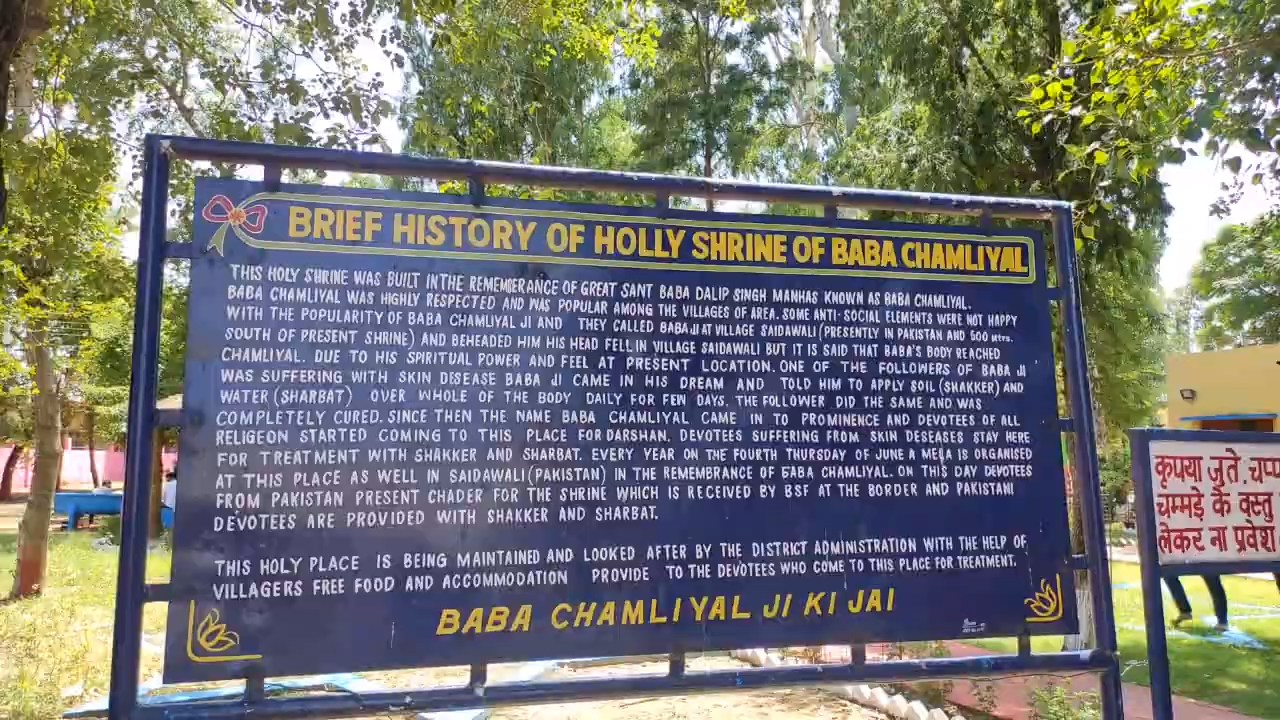 BRIEF HISTORY OF HOLLY SHRINE OF BABA CHAMLIYAL
THIS HOLY SHRINE WAS BUILT INTHE REMEMBERANCE OF GREAT SANT BABA DALIP SINGH MANHAS KNOWN AS BABA CHAMLIYAL.
BABA CHAMLIYAL WAS HIGHLY RESPECTED AND WAS POPULAR AMONG THE VILLAGES OF AREA. SOME ANTI-SOCIAL ELEMENTS WERE NOT HAPPY
WITH THE POPULARITY OF BABA CHAMLIYAL JI AND THEY CALLED BABA JI AT VILLAGE SAIDAWALI (PRESENTLY IN PAKISTAN AND 500 Mtrs.
SOUTH OF PRESENT SHRINE) AND BEHEADED HIM HIS HEAD FELL IN VILLAGE SAIDAWALI BUT IT IS SAID THAT BABA'S BODY REACHED
CHAMLIYAL. DUE TO HIS SPIRITUAL POWER AND FEEL AT PRESENT LOCATION. ONE OF THE FOLLOWERS OF BABA JI
WAS SUFFERING WITH SKIN DESEASE BABA JI CAME IN HIS DREAM AND TOLD HIM TO APPLY SOIL (SHAKKER) AND
WATER (SHARBAT) OVER WHOLE OF THE BODY DAILY FOR FEW DAYS. THE FOLLOWER DID THE SAME AND WAS
COMPLETELY CURED. SINCE THEN THE NAME BABA CHAMLIYAL CAME IN TO PROMINENCE AND DEVOTEES OF ALL
RELIGEON STARTED COMING TO THIS PLACE FOR DARSHAN. DEVOTEES SUFFERING FROM SKIN DESEASES STAY HERE
FOR TREATMENT WITH SHAKKER AND SHARBAT. EVERY YEAR ON THE FOURTH THURSDAY OF JUNE A MELA IS ORGANISED
AT THIS PLACE AS WELL IN SAIDAWALI (PAKISTAN) IN THE REMEMBRANCE OF BABA CHAMLIYAL. ON THIS DAY DEVOTEES
FROM PAKISTAN PRESENT CHADER FOR THE SHRINE WHICH IS RECEIVED BY BSF AT THE BORDER AND PAKISTANI
DEVOTEES ARE PROVIDED WITH SHAKKER AND SHARBAT.
THIS HOLY PLACE IS BEING MAINTAINED AND LOOKED AFTER BY THE DISTRICT ADMINISTRATION WITH THE HELP OF
VILLAGERS FREE FOOD AND ACCOMMODATION PROVIDE TO THE DEVOTEES WHO COME TO THIS PLACE FOR TREATMENT.
BABA CHAMLIYAL JI KI JAI
कृपया जुते, चप्प
चम्मड़े के वस्तु
लेकर ना प्रवेश